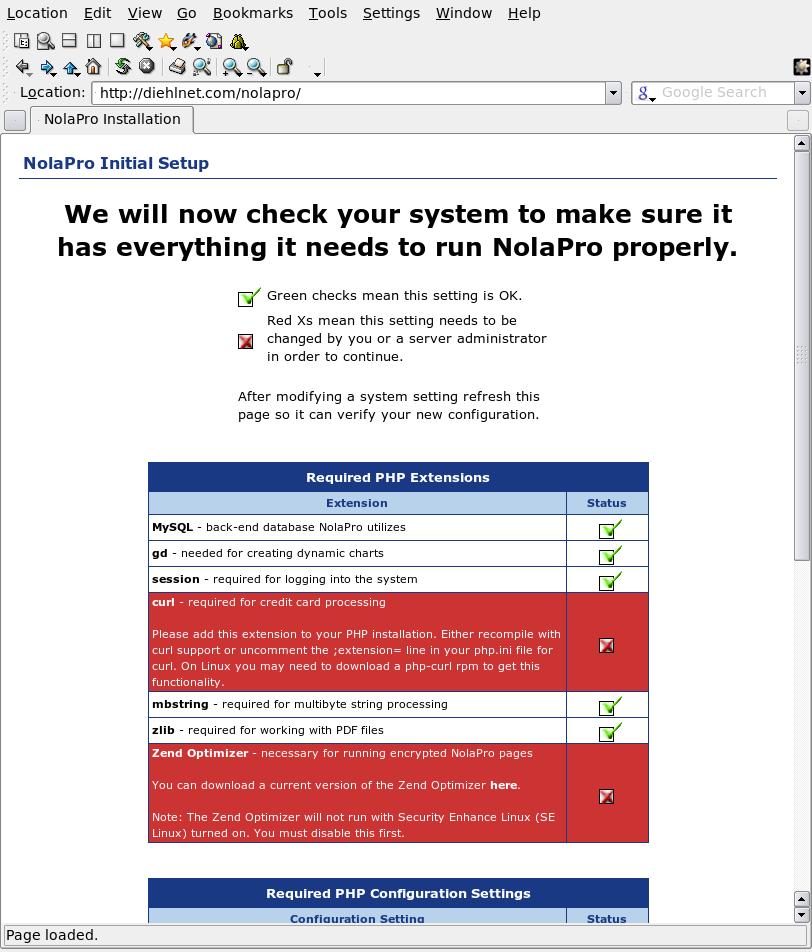 Location Edit View Go Bookmarks Tools Settings Window Help
Location: http://diehlnet.com/nolapro/
Google Search
NolaPro Installation
NolaPro Initial Setup
We will now check your system to make sure it
has everything it needs to run NolaPro properly.
Green checks mean this setting is OK.
Red Xs mean this setting needs to be
changed by you or a server administrator
in order to continue.
After modifying a system setting refresh this
page so it can verify your new configuration.
Required PHP Extensions
Extension Status
MySQL - back-end database NolaPro utilizes
gd - needed for creating dynamic charts
session - required for logging into the system
curl - required for credit card processing
Please add this extension to your PHP installation. Either recompile with
curl support or uncomment the ;extension= line in your php.ini file for
curl. On Linux you may need to download a php-curl rpm to get this
functionality.
mbstring - required for multibyte string processing
zlib - required for working with PDF files
Zend Optimizer - necessary for running encrypted NolaPro pages
You can download a current version of the Zend Optimizer here.
Note: The Zend Optimizer will not run with Security Enhance Linux (SE
Linux) turned on. You must disable this first.
Required PHP Configuration Settings
Configuration Setting Status
Page loaded.